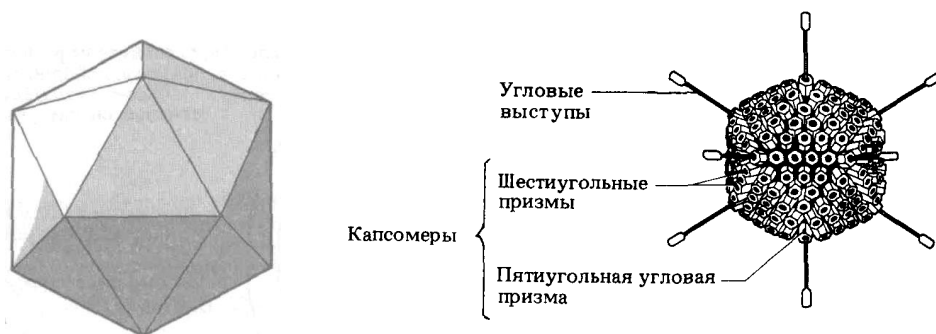 Угловые
выступы
Шестиугольные
призмы
Капсомеры
Пятиугольная угловая
призма